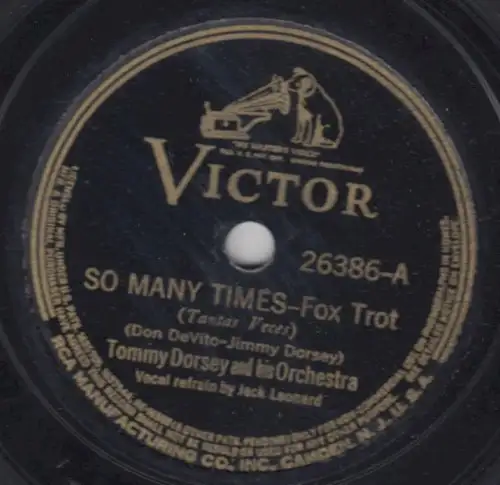 "HIS MASTER'S VOICE"
VICTOR
26386-A
SO MANY TIMES-Fox Trot
(Tantas Veces)
(Don DeVito-Jimmy Dorsey)
Tommy Dorsey and his Orchestra
Vocal refrain by Jack Leonard
RCA MANUFACTURING CO., INC., CAMDEN, N. J., U. S. A.